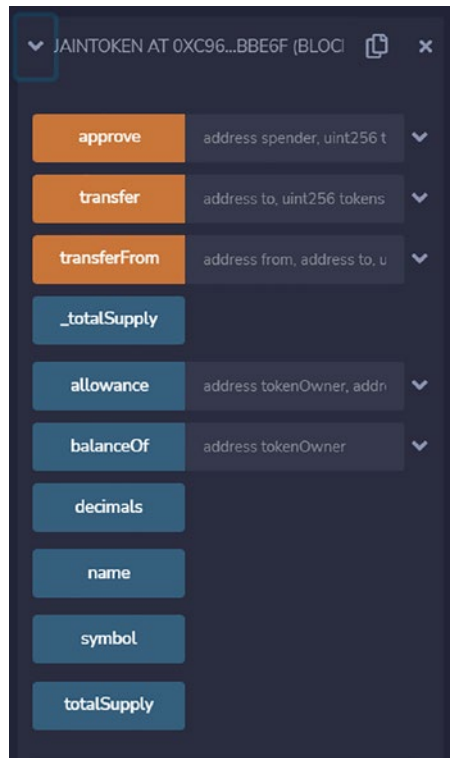 JAINTOKEN AT 0XC96...BBE6F (BLOCI
approve address spender, uint256 t
transfer address to, uint256 tokens
transferFrom address from, address to, u
_totalSupply
allowance address tokenOwner, addr
balanceOf address tokenOwner
decimals
name
symbol
totalSupply